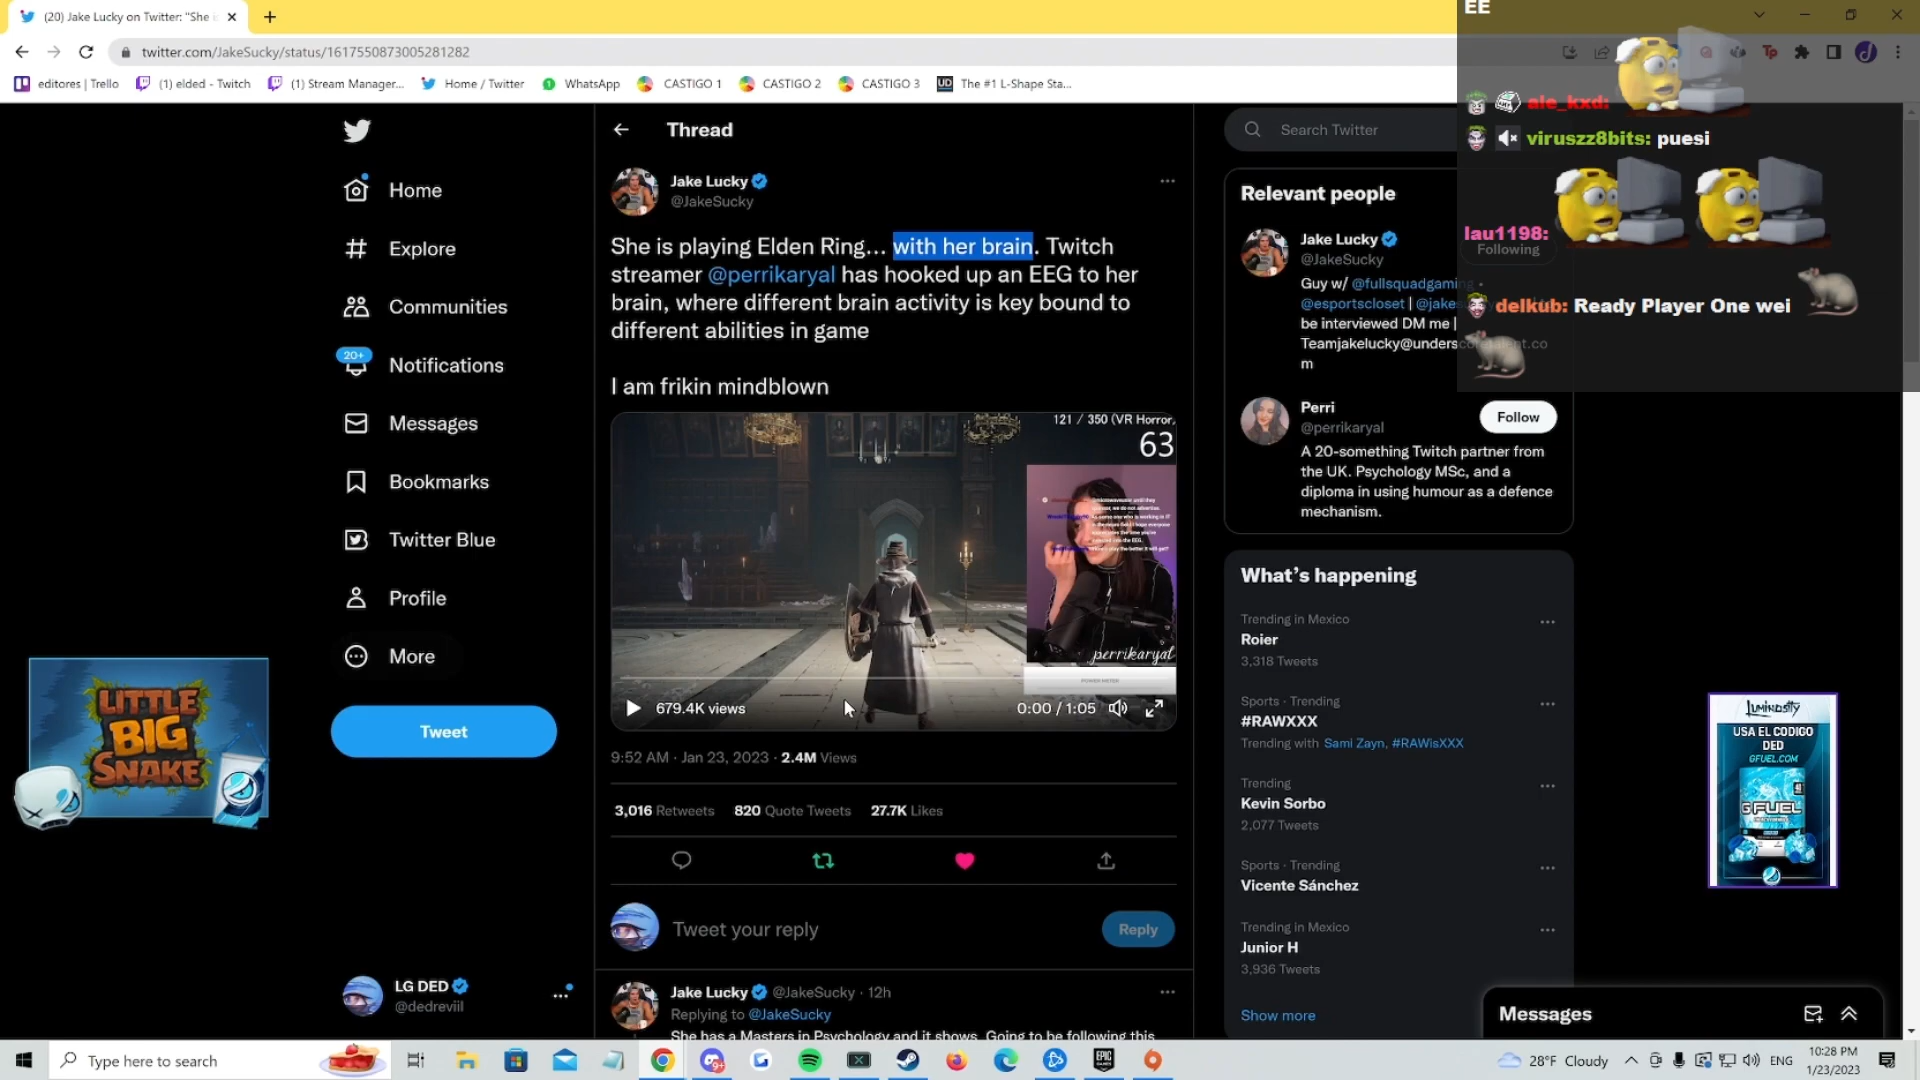 (20) Jake Lucky on Twitter: "She is
twitter.com/JakeSucky/status/1617550873005281282
editores | Trello
(1) elded - Twitch
(1) Stream Manager...
Home / Twitter
WhatsApp
CASTIGO 1
CASTIGO 2
CASTIGO 3
The #1 L-Shape Sta...
EE
ale_kxd:
viruszz8bits: puesi
lau1198:
delkub: Ready Player One wei
Home
Explore
Communities
20+
Notifications
Messages
Bookmarks
Twitter Blue
Profile
More
Tweet
LG DED
@dedreviil
LITTLE
BIG
SNAKE
Thread
Jake Lucky
@JakeSucky
She is playing Elden Ring... with her brain. Twitch
streamer @perrikaryal has hooked up an EEG to her
brain, where different brain activity is key bound to
different abilities in game
I am frikin mindblown
121 / 350 (VR Horror)
63
perrikaryal
POWER METER
679.4K views
0:00 / 1:05
9:52 AM · Jan 23, 2023 · 2.4M Views
3,016 Retweets 820 Quote Tweets 27.7K Likes
Tweet your reply
Reply
Jake Lucky @JakeSucky · 12h
Replying to @JakeSucky
She has a Masters in Psychology and it shows. Going to be following this
Search Twitter
Relevant people
Jake Lucky
@JakeSucky
Following
Guy w/ @fullsquadgaming •
@esportscloset | @jake
be interviewed DM me |
Teamjakelucky@underscoretalent.co
m
Perri
@perrikaryal
Follow
A 20-something Twitch partner from
the UK. Psychology MSc, and a
diploma in using humour as a defence
mechanism.
What's happening
Trending in Mexico
Roier
3,318 Tweets
Sports · Trending
#RAWXXX
Trending with Sami Zayn, #RAWisXXX
Trending
Kevin Sorbo
2,077 Tweets
Sports · Trending
Vicente Sánchez
Trending in Mexico
Junior H
3,936 Tweets
Show more
Messages
LUMINOSITY
USA EL CODIGO
DED
GFUEL.COM
G FUEL
Type here to search
28°F Cloudy
ENG
10:28 PM
1/23/2023